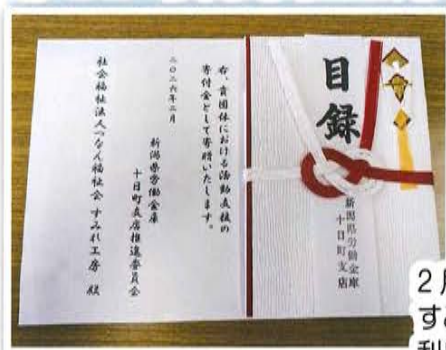 目録
新潟県労働金庫
十日町支店
右、貴団体における活動支援の
寄付金として寄贈いたします。
二〇二六年二月
新潟県労働金庫
十日町支店推進委員会
社会福祉法人つなん福祉会 すみれ工房 殿
2月
す
利